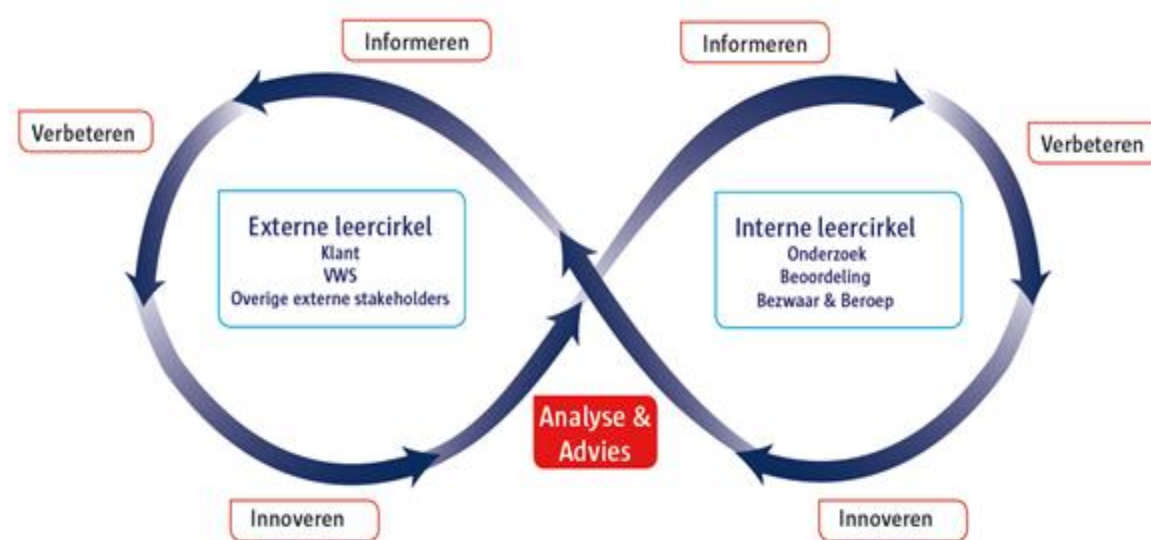 Informeren
Informeren
Verbeteren
Verbeteren
Externe leercirkel
Klant
VWS
Overige externe stakeholders
Interne leercirkel
Onderzoek
Beoordeling
Bezwaar & Beroep
Analyse &
Advies
Innoveren
Innoveren